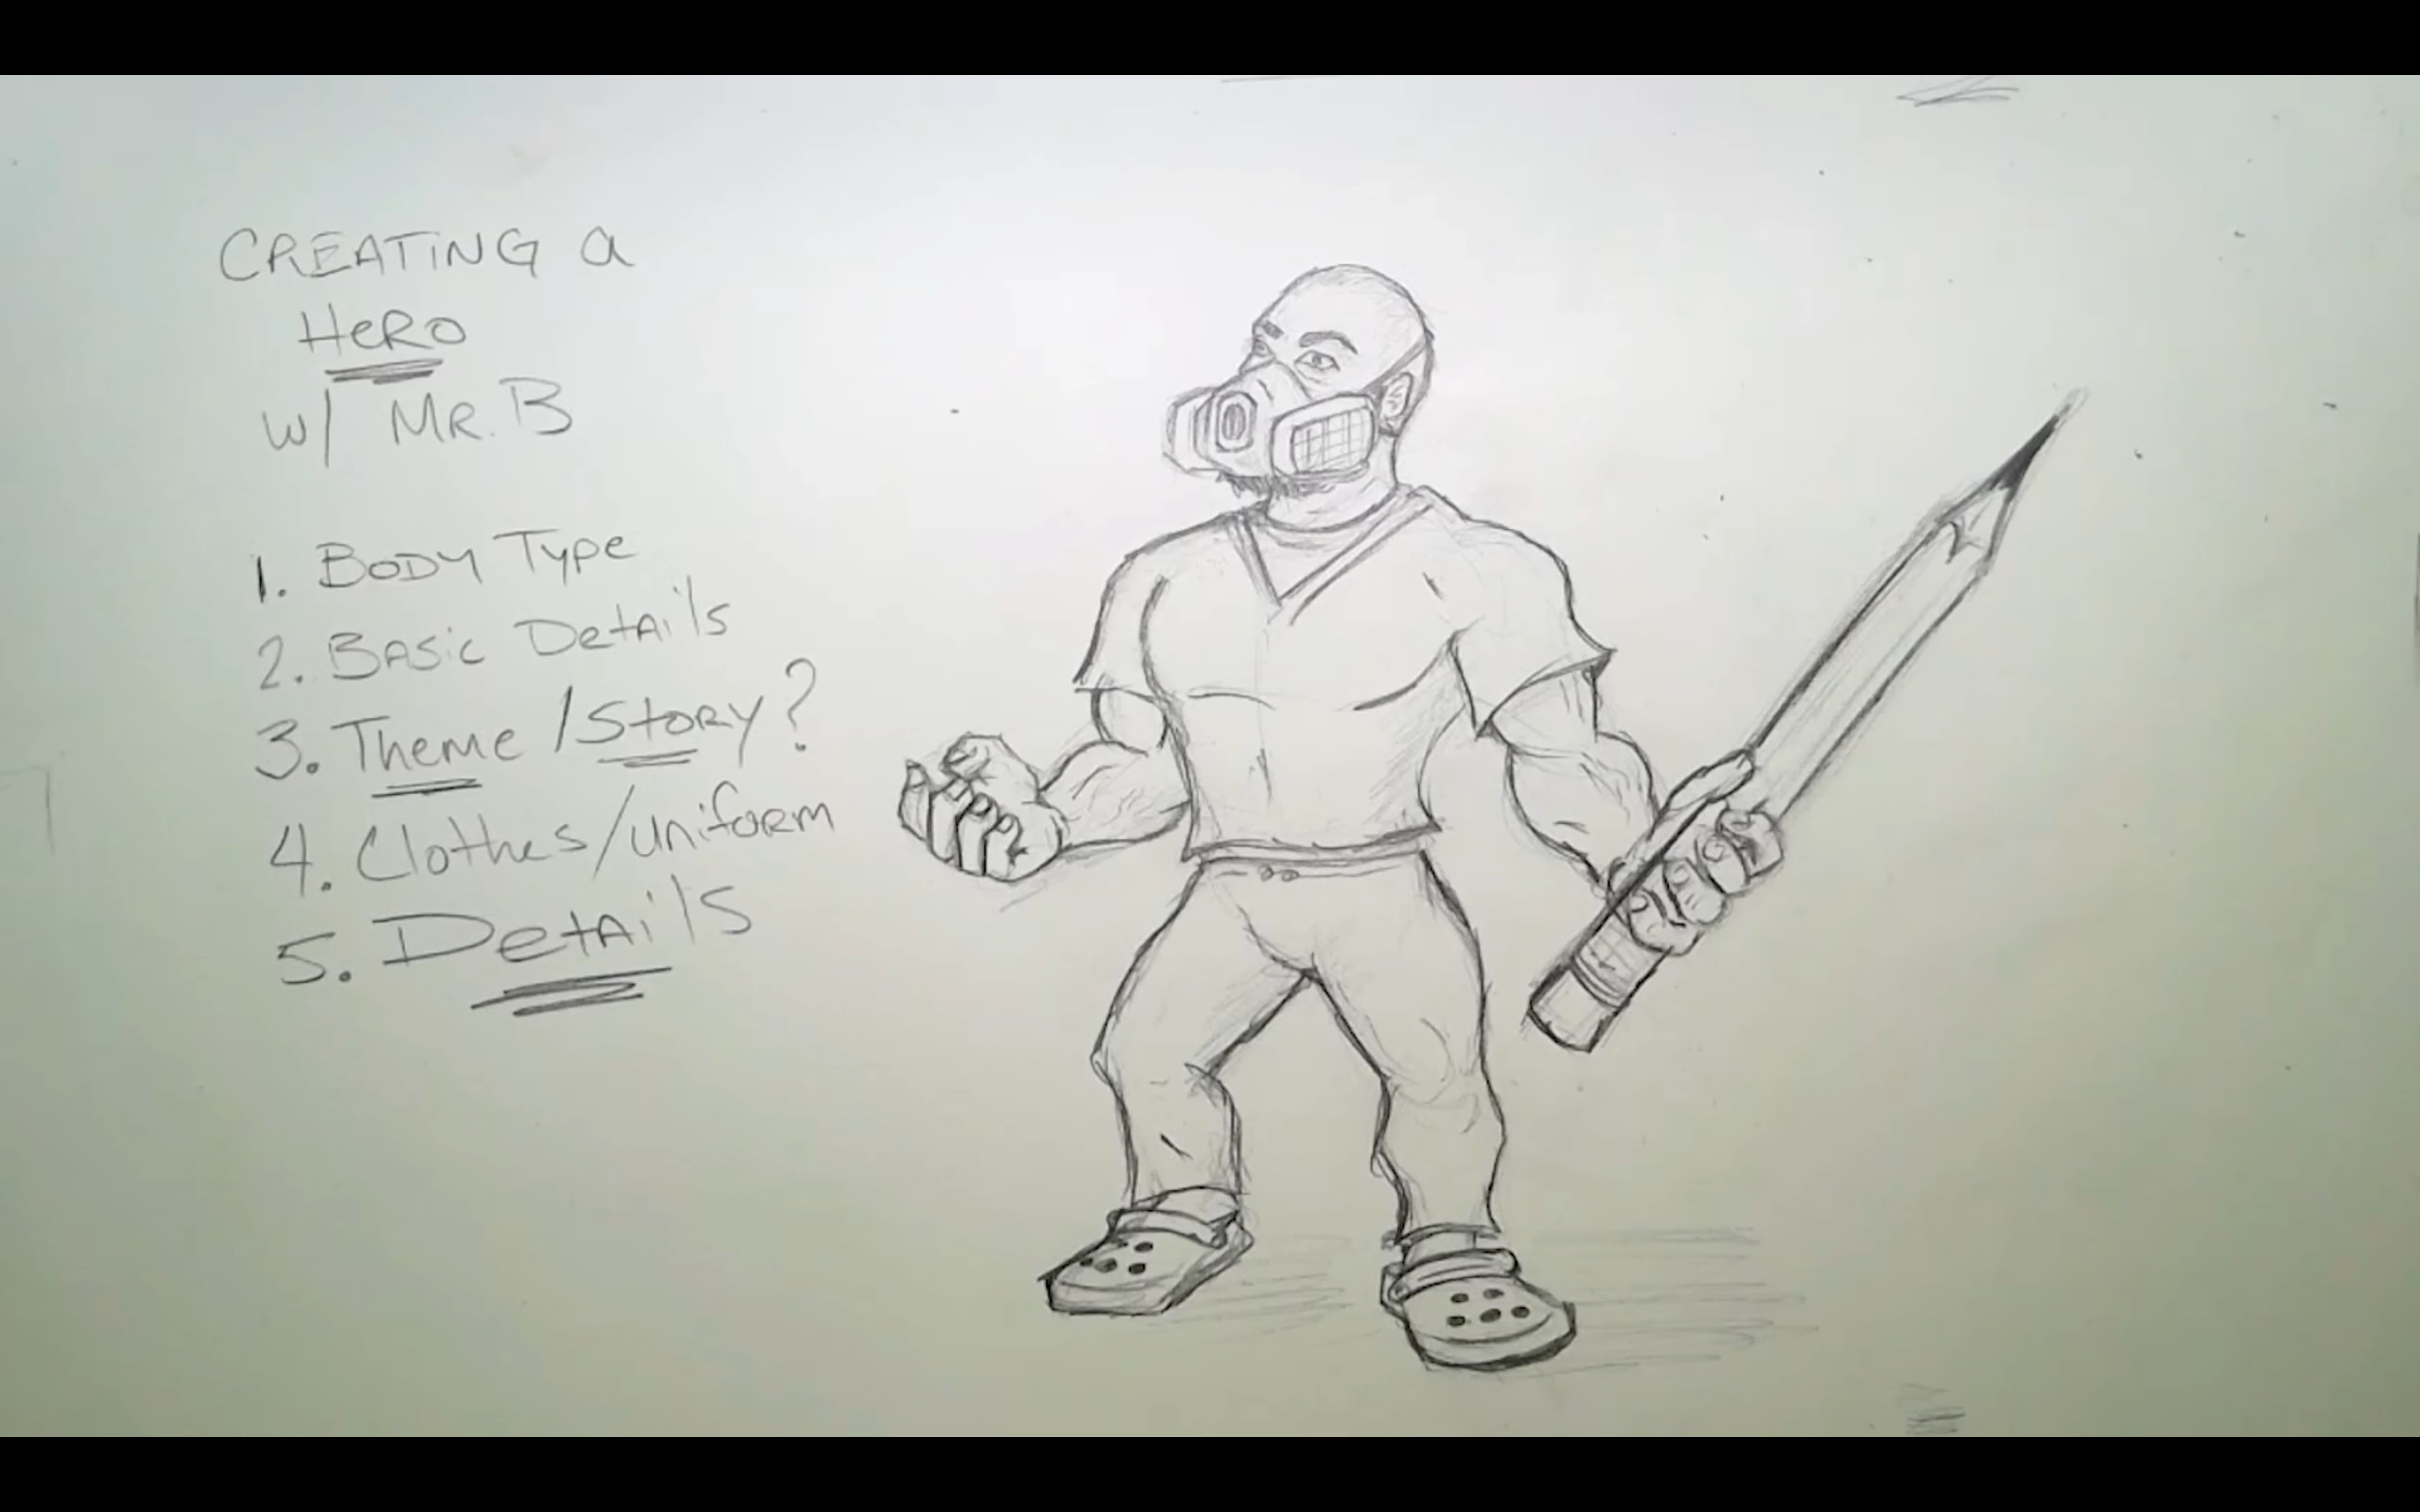 CREATING a
HeRo
w/ MR. B
1. BODY Type
2. BASic DetAils
3. Theme / StoRy?
4. Clothes/unifoRm
5. DetAils